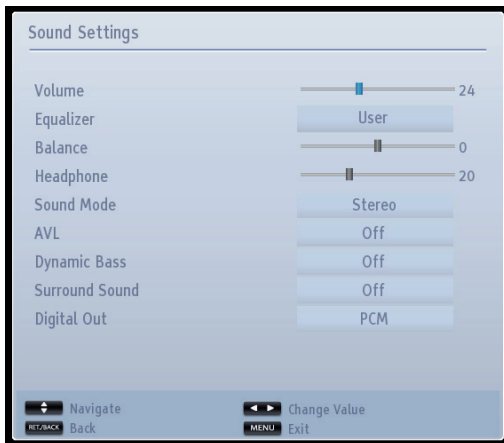 Sound Settings
Volume 24
Equalizer User
Balance 0
Headphone 20
Sound Mode Stereo
AVL Off
Dynamic Bass Off
Surround Sound Off
Digital Out PCM
Navigate Change Value
RET./BACK Back MENU Exit